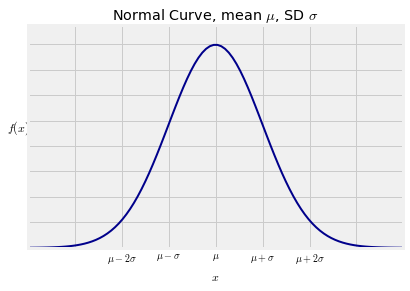 Normal Curve, mean μ, SD σ
f(x)
μ − 2σ μ − σ μ μ + σ μ + 2σ
x